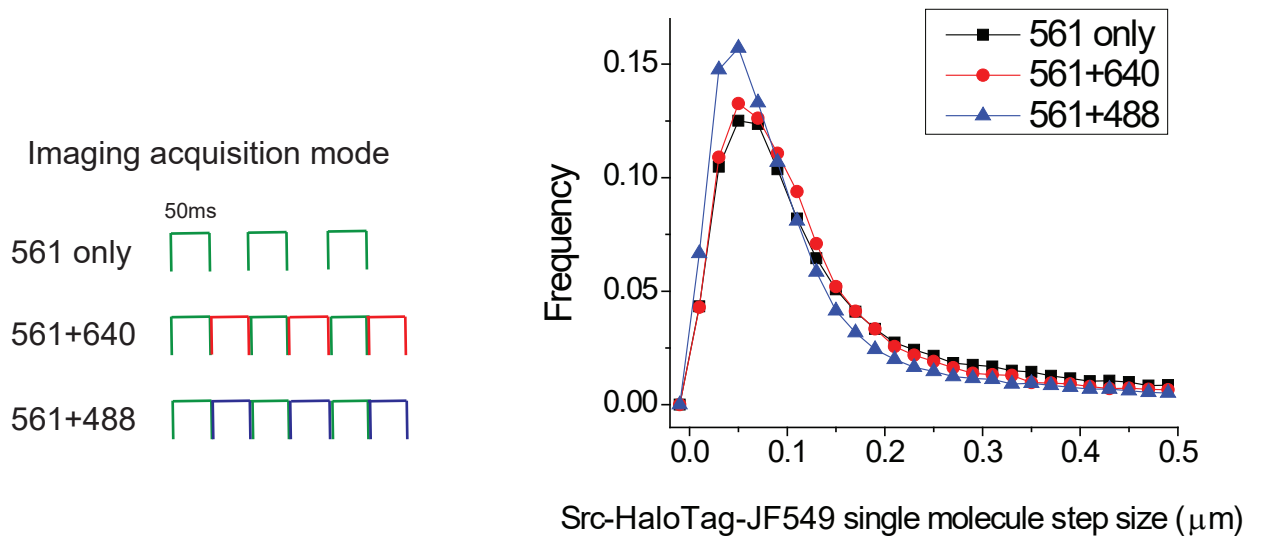 Imaging acquisition mode
50ms
561 only
561+640
561+488
561 only
561+640
561+488
Frequency
0.15
0.10
0.05
0.00
0.0 0.1 0.2 0.3 0.4 0.5
Src-HaloTag-JF549 single molecule step size (μm)